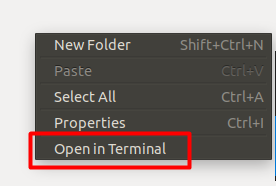 New Folder Shift+Ctrl+N
Paste Ctrl+V
Select All Ctrl+A
Properties Ctrl+I
Open in Terminal